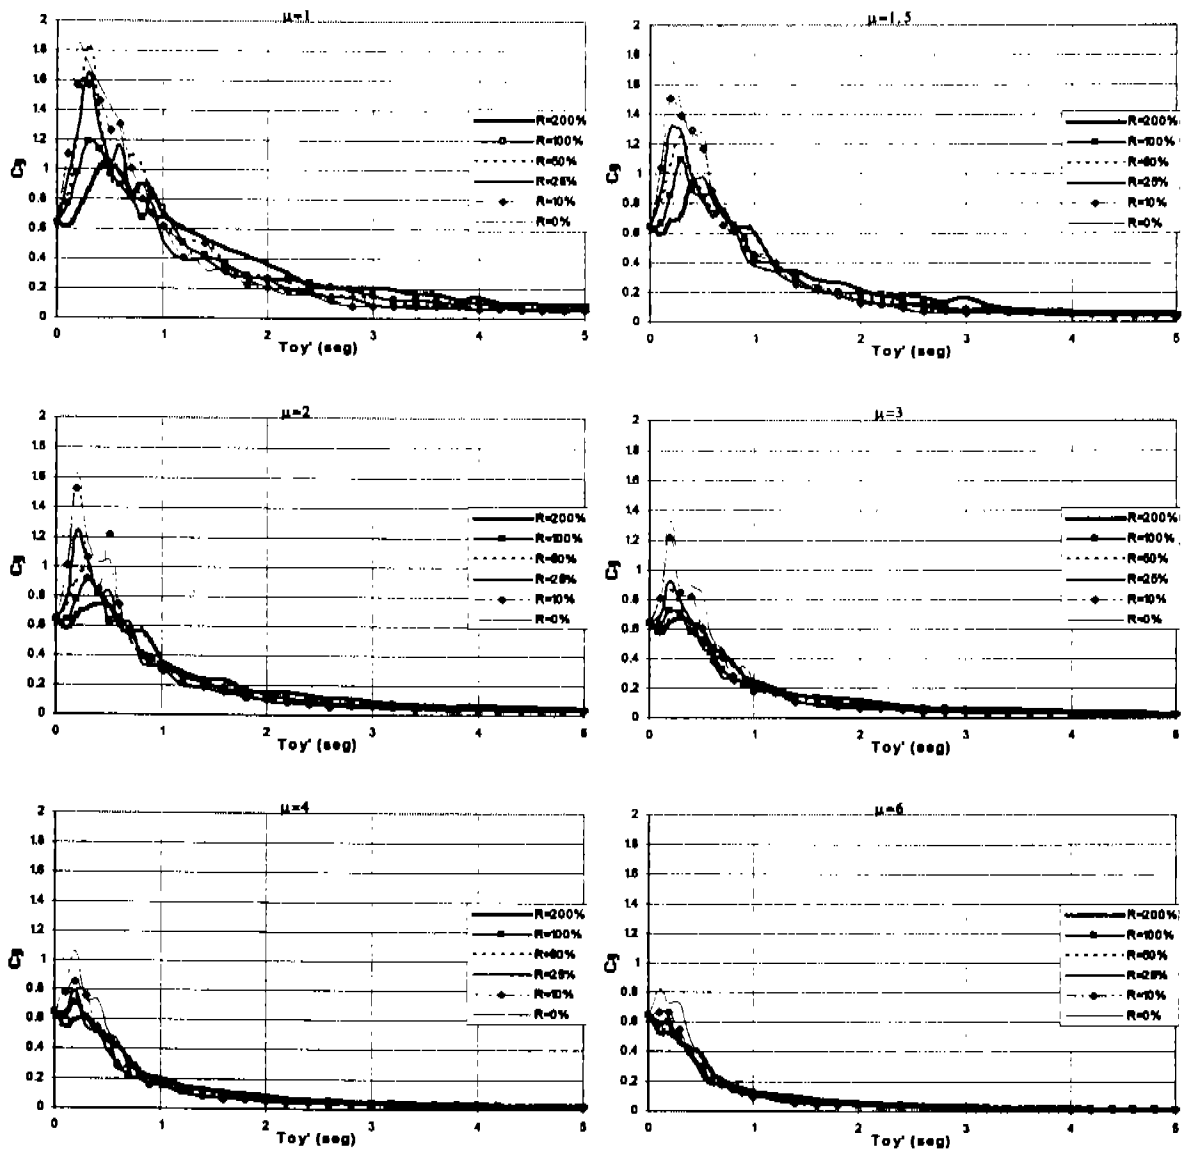 μ=1
2
1.8
1.6
1.4
1.2
1
0.8
0.6
0.4
0.2
0
Cy
R=200%
R=100%
R=50%
R=25%
R=10%
R=0%
0 1 2 3 4 5
Toy' (seg)
μ=1,5
2
1.8
1.6
1.4
1.2
1
0.8
0.6
0.4
0.2
0
Cy
R=200%
R=100%
R=50%
R=25%
R=10%
R=0%
0 1 2 3 4 5
Toy' (seg)
μ=2
2
1.8
1.6
1.4
1.2
1
0.8
0.6
0.4
0.2
0
Cy
R=200%
R=100%
R=50%
R=25%
R=10%
R=0%
0 1 2 3 4 5
Toy' (seg)
μ=3
2
1.8
1.6
1.4
1.2
1
0.8
0.6
0.4
0.2
0
Cy
R=200%
R=100%
R=50%
R=25%
R=10%
R=0%
0 1 2 3 4 5
Toy' (seg)
μ=4
2
1.8
1.6
1.4
1.2
1
0.8
0.6
0.4
0.2
0
Cy
R=200%
R=100%
R=50%
R=25%
R=10%
R=0%
0 1 2 3 4 5
Toy' (seg)
μ=6
2
1.8
1.6
1.4
1.2
1
0.8
0.6
0.4
0.2
0
Cy
R=200%
R=100%
R=50%
R=25%
R=10%
R=0%
0 1 2 3 4 5
Toy' (seg)